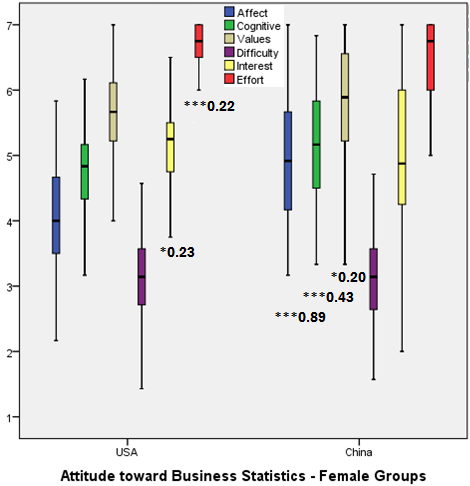 7
6
5
4
3
2
1
Affect
Cognitive
Values
Difficulty
Interest
Effort
***0.22
*0.23
*0.20
***0.43
***0.89
USA
China
Attitude toward Business Statistics - Female Groups